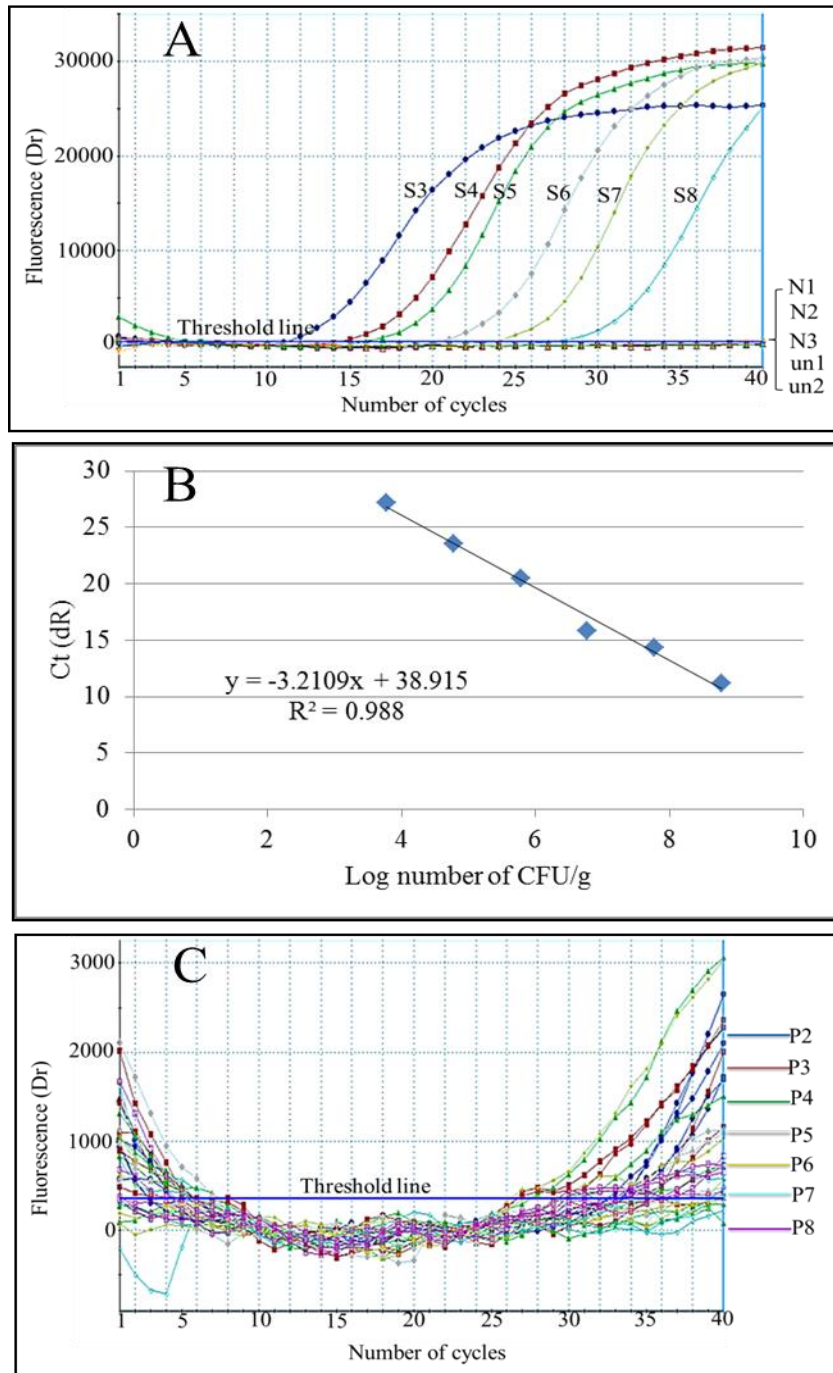 A
Fluorescence (Dr)
30000
20000
10000
0
S3
S4
S5
S6
S7
S8
Threshold line
N1
N2
N3
un1
un2
1 5 10 15 20 25 30 35 40
Number of cycles
B
Ct (dR)
30
25
20
15
10
5
0
y = -3.2109x + 38.915
R² = 0.988
0 2 4 6 8 10
Log number of CFU/g
C
Fluorescence (Dr)
3000
2000
1000
0
Threshold line
P2
P3
P4
P5
P6
P7
P8
1 5 10 15 20 25 30 35 40
Number of cycles